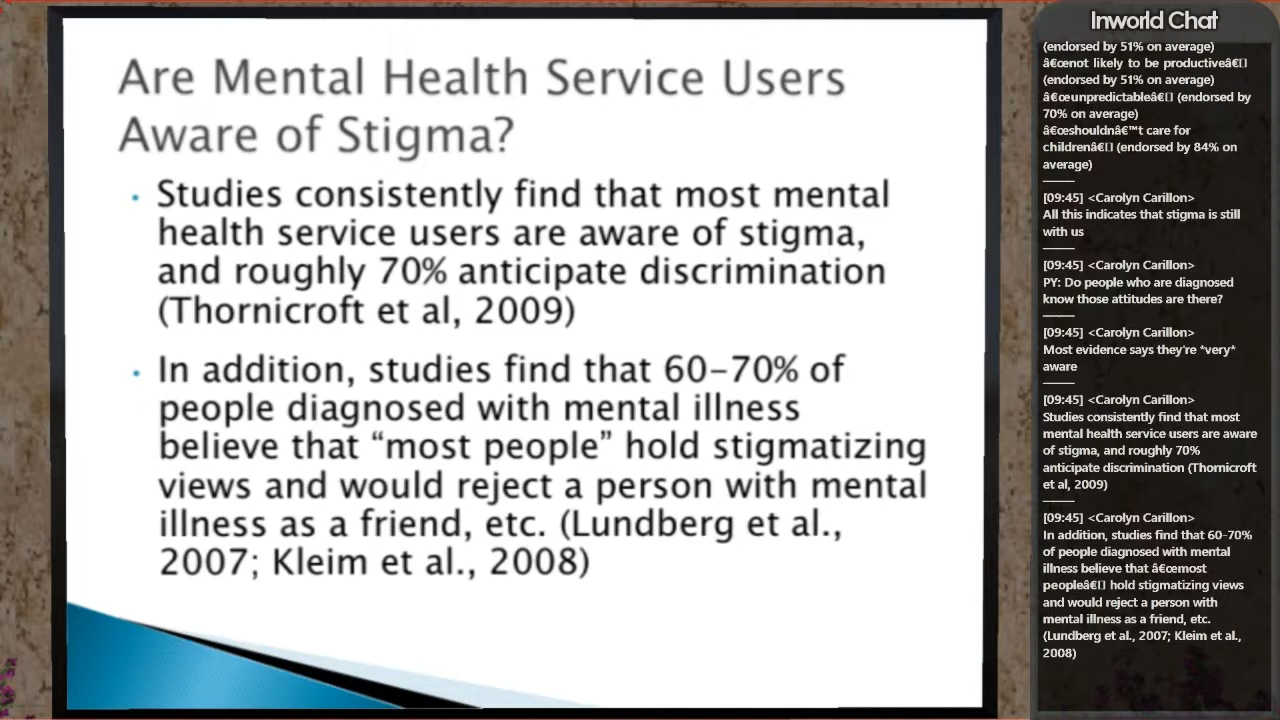 Are Mental Health Service Users
Aware of Stigma?
• Studies consistently find that most mental
health service users are aware of stigma,
and roughly 70% anticipate discrimination
(Thornicroft et al, 2009)
• In addition, studies find that 60–70% of
people diagnosed with mental illness
believe that “most people” hold stigmatizing
views and would reject a person with mental
illness as a friend, etc. (Lundberg et al.,
2007; Kleim et al., 2008)
Inworld Chat
(endorsed by 51% on average)
â€œnot likely to be productiveâ€▯
(endorsed by 51% on average)
â€œunpredictableâ€▯ (endorsed by
70% on average)
â€œshouldnâ€™t care for
childrenâ€▯ (endorsed by 84% on
average)
[09:45] <Carolyn Carillon>
All this indicates that stigma is still
with us
[09:45] <Carolyn Carillon>
PY: Do people who are diagnosed
know those attitudes are there?
[09:45] <Carolyn Carillon>
Most evidence says they're *very*
aware
[09:45] <Carolyn Carillon>
Studies consistently find that most
mental health service users are aware
of stigma, and roughly 70%
anticipate discrimination (Thornicroft
et al, 2009)
[09:45] <Carolyn Carillon>
In addition, studies find that 60-70%
of people diagnosed with mental
illness believe that â€œmost
peopleâ€▯ hold stigmatizing views
and would reject a person with
mental illness as a friend, etc.
(Lundberg et al., 2007; Kleim et al.,
2008)